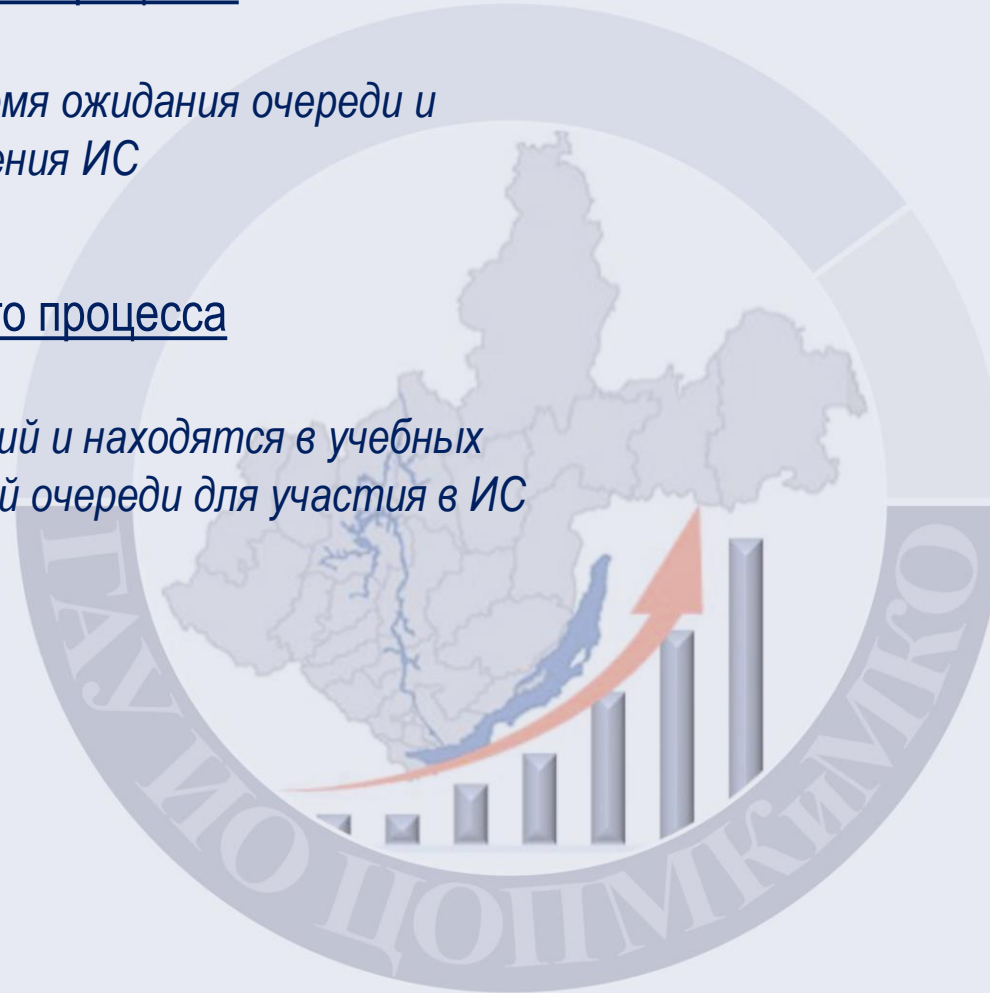 мя ожидания очереди и
ения ИС
го процесса
ий и находятся в учебных
й очереди для участия в ИС
ГАУ ИО ЦОПМКиМКО